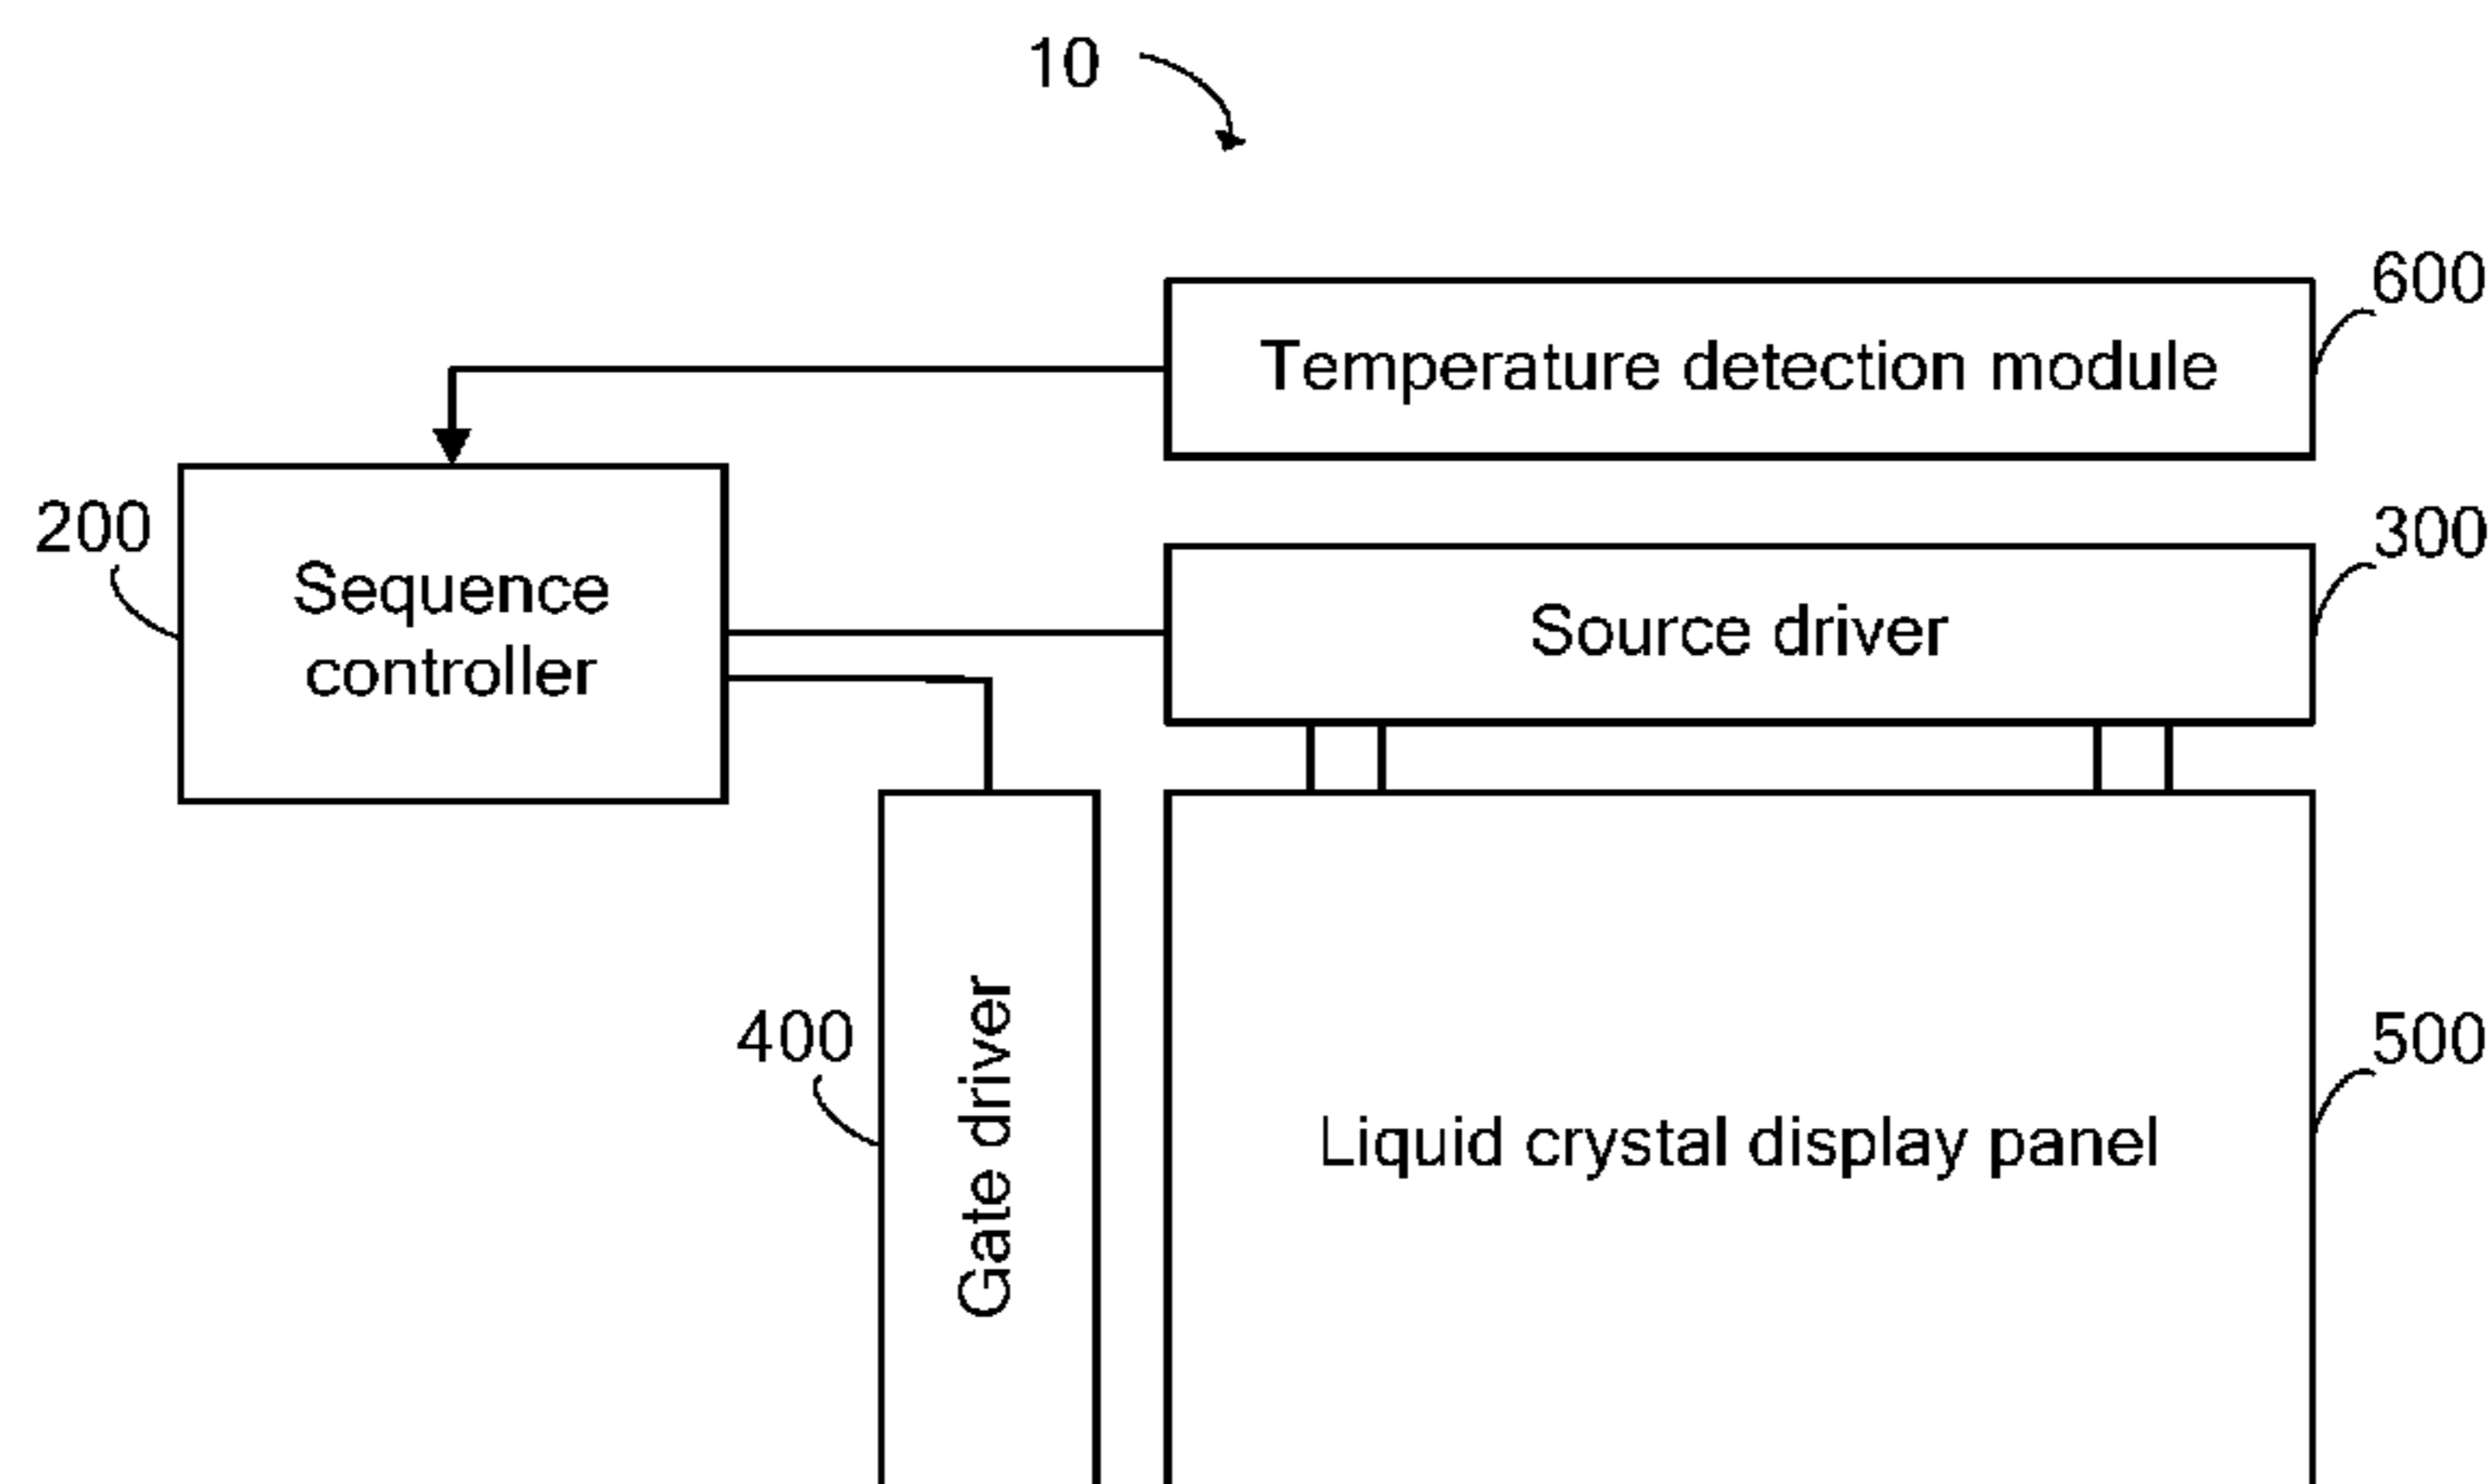 10
600
Temperature detection module
200
Sequence
controller
300
Source driver
400
Gate driver
500
Liquid crystal display panel